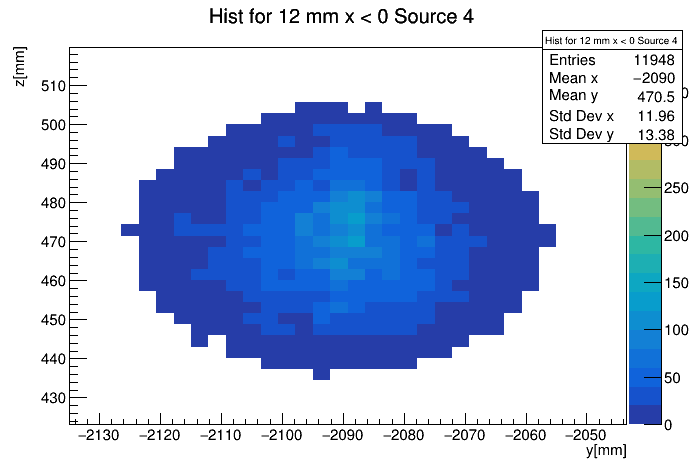 Hist for 12 mm x < 0 Source 4
z[mm]
Hist for 12 mm x < 0 Source 4
Entries 11948
Mean x −2090
Mean y 470.5
Std Dev x 11.96
Std Dev y 13.38
510
500
490
480
470
460
450
440
430
−2130 −2120 −2110 −2100 −2090 −2080 −2070 −2060 −2050
y[mm]
250
200
150
100
50
0